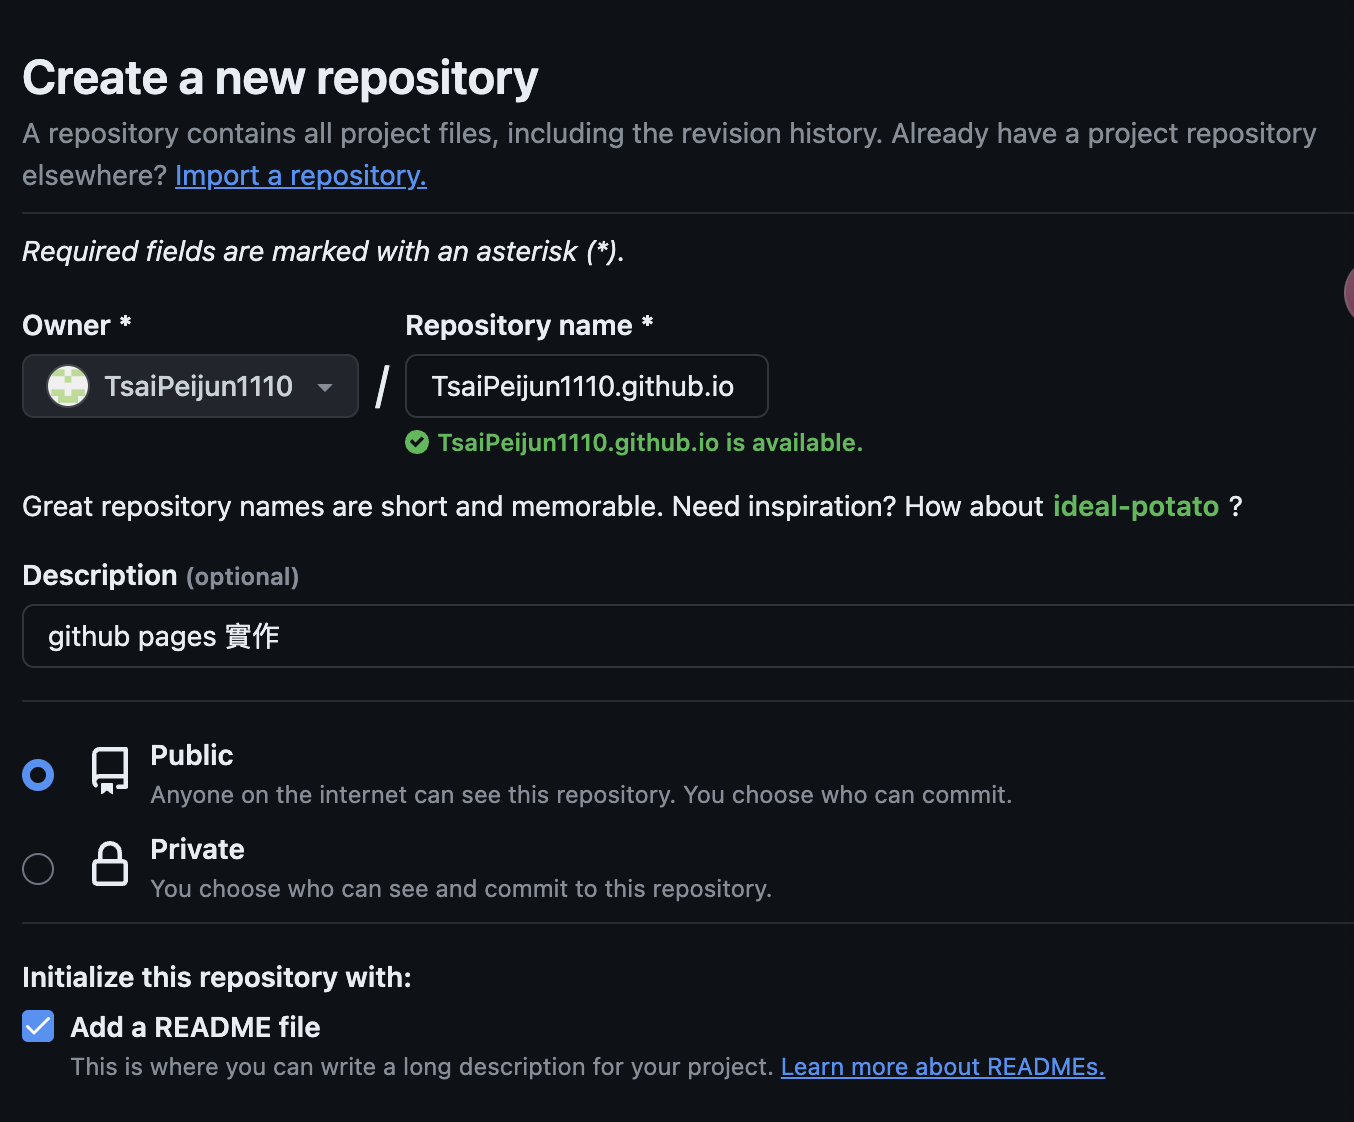 Create a new repository
A repository contains all project files, including the revision history. Already have a project repository
elsewhere? Import a repository.
Required fields are marked with an asterisk (*).
Owner * Repository name *
TsaiPeijun1110 / TsaiPeijun1110.github.io
TsaiPeijun1110.github.io is available.
Great repository names are short and memorable. Need inspiration? How about ideal-potato ?
Description (optional)
github pages 實作
Public
Anyone on the internet can see this repository. You choose who can commit.
Private
You choose who can see and commit to this repository.
Initialize this repository with:
Add a README file
This is where you can write a long description for your project. Learn more about READMEs.